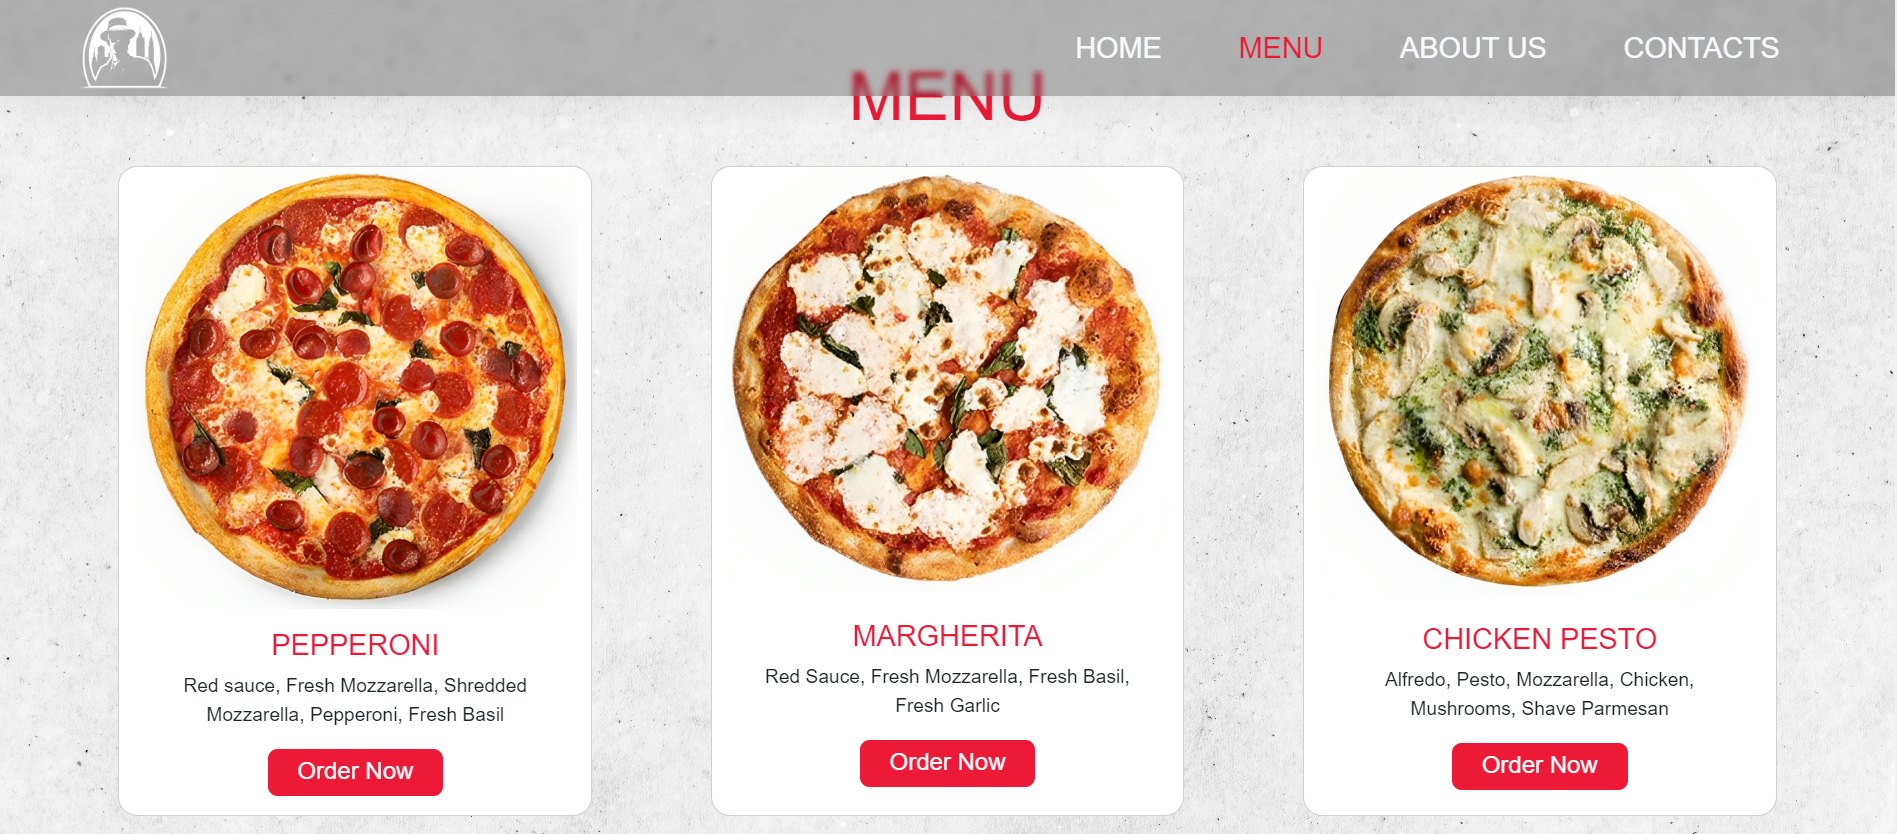 HOME MENU ABOUT US CONTACTS
MENU
PEPPERONI
Red sauce, Fresh Mozzarella, Shredded
Mozzarella, Pepperoni, Fresh Basil
Order Now
MARGHERITA
Red Sauce, Fresh Mozzarella, Fresh Basil,
Fresh Garlic
Order Now
CHICKEN PESTO
Alfredo, Pesto, Mozzarella, Chicken,
Mushrooms, Shave Parmesan
Order Now